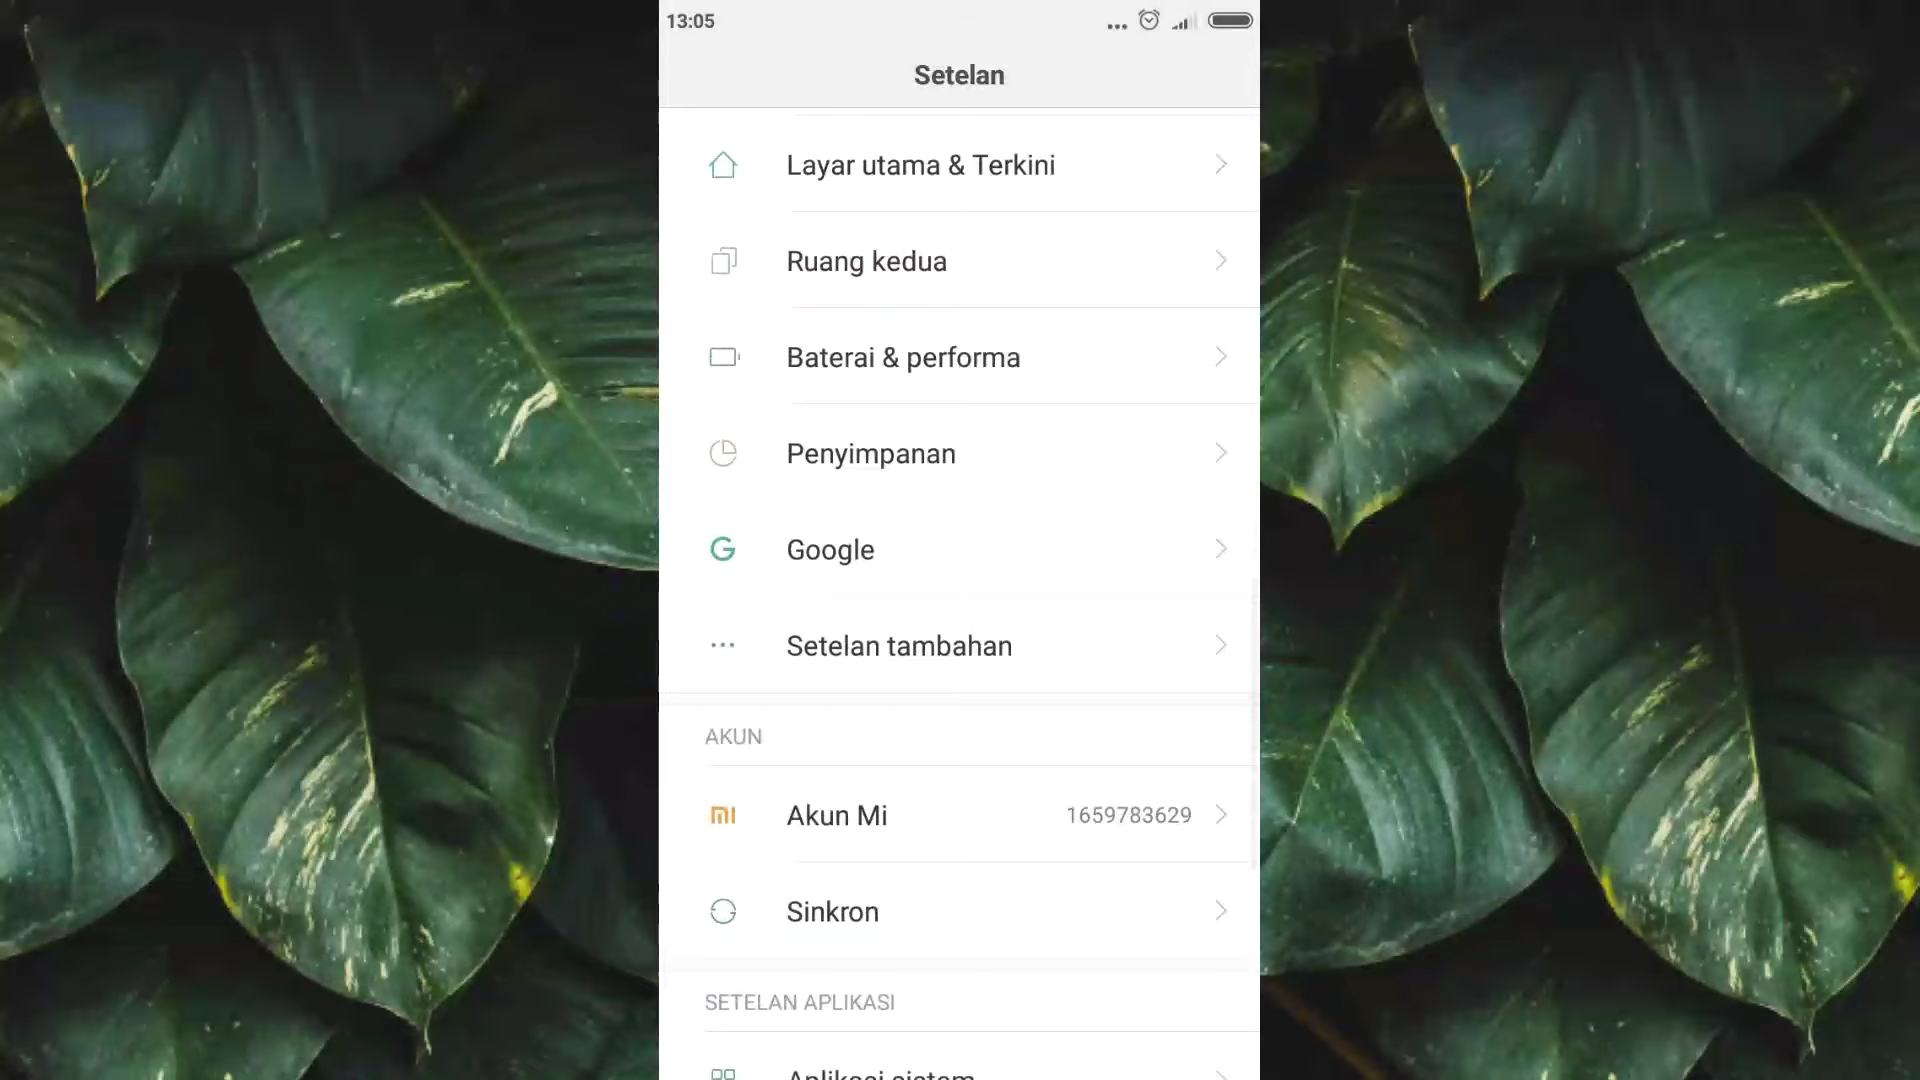 13:05
Setelan
Layar utama & Terkini
Ruang kedua
Baterai & performa
Penyimpanan
Google
Setelan tambahan
AKUN
Akun Mi 1659783629
Sinkron
SETELAN APLIKASI
Aplikasi sistem